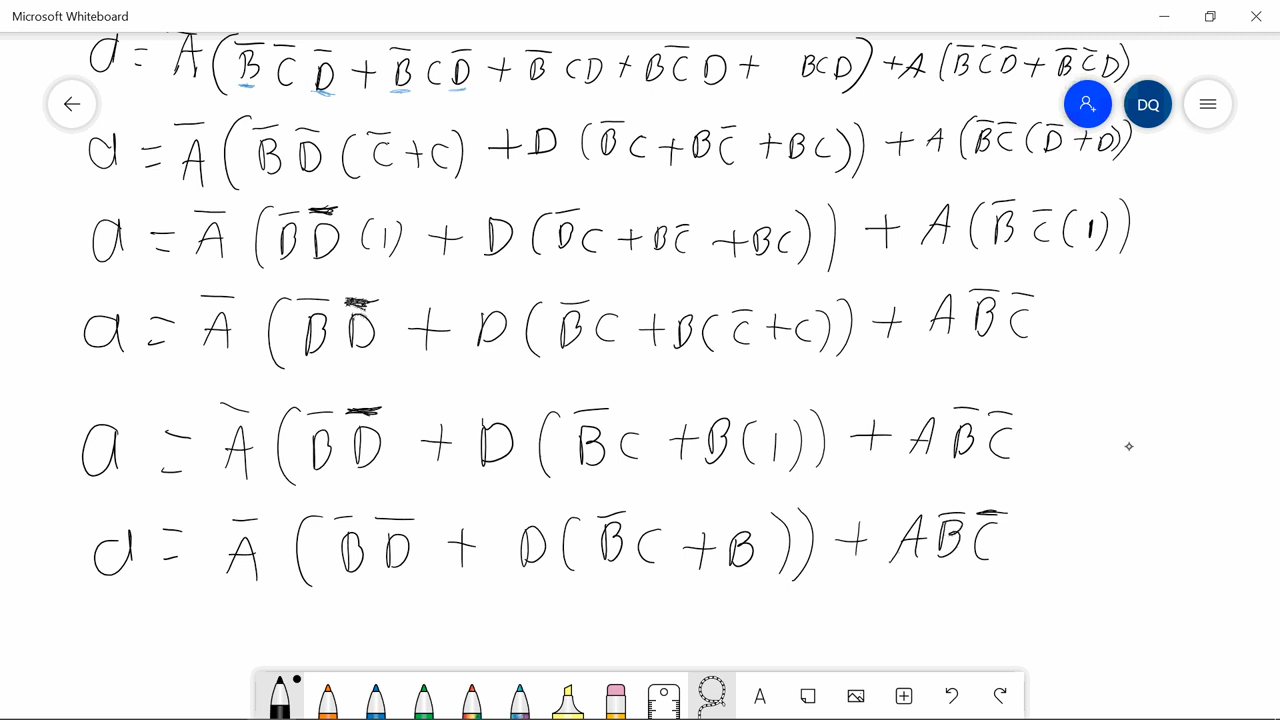 Microsoft Whiteboard
a = A̅(B̅C̅D̅ + B̅CD̅ + B̅CD + BC̅D + BCD) + A(B̅C̅D̅ + B̅C̅D)
DQ
a = A̅(B̅D̅(C̅+C) + D(B̅C + BC̅ + BC)) + A(B̅C̅(D̅+D))
a = A̅(B̅D̅(1) + D(B̅C + BC̅ + BC)) + A(B̅C̅(1))
a = A̅(B̅D̅ + D(B̅C + B(C̅+C)) + AB̅C̅
a = A̅(B̅D̅ + D(B̅C + B(1)) + AB̅C̅
a = A̅(B̅D̅ + D(B̅C + B)) + AB̅C̅
A